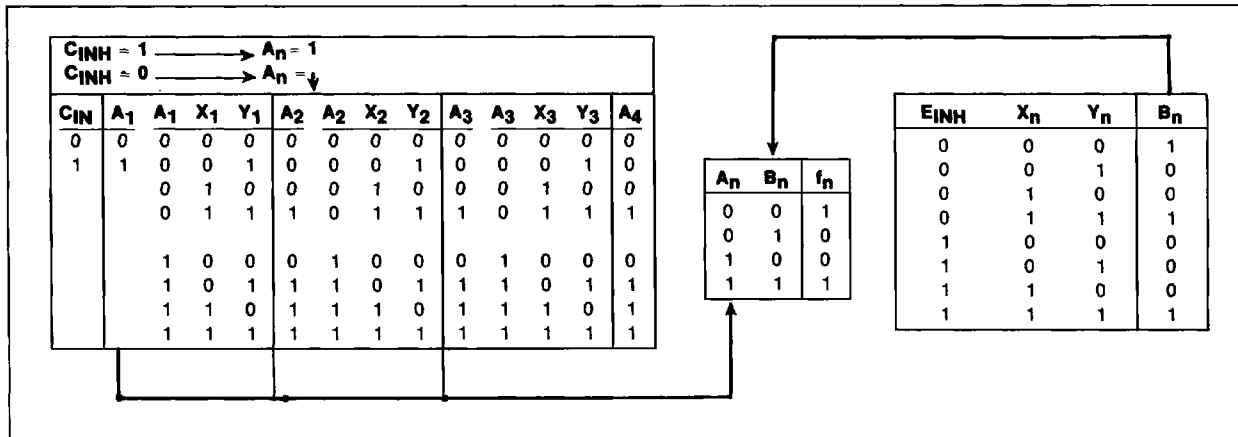 CINH = 1 → An = 1
CINH = 0 → An = ↓
CIN A1 A1 X1 Y1 A2 A2 X2 Y2 A3 A3 X3 Y3 A4
0 0 0 0 0 0 0 0 0 0 0 0 0 0
1 1 0 0 1 0 0 0 1 0 0 0 1 0
0 1 0 0 0 1 0 0 0 1 0 0
0 1 1 1 0 1 1 1 0 1 1 1
1 0 0 0 1 0 0 0 1 0 0 0
1 0 1 1 1 0 1 1 1 0 1 1
1 1 0 1 1 1 0 1 1 1 0 1
1 1 1 1 1 1 1 1 1 1 1 1
An Bn fn
0 0 1
0 1 0
1 0 0
1 1 1
EINH Xn Yn Bn
0 0 0 1
0 0 1 0
0 1 0 0
0 1 1 1
1 0 0 0
1 0 1 0
1 1 0 0
1 1 1 1